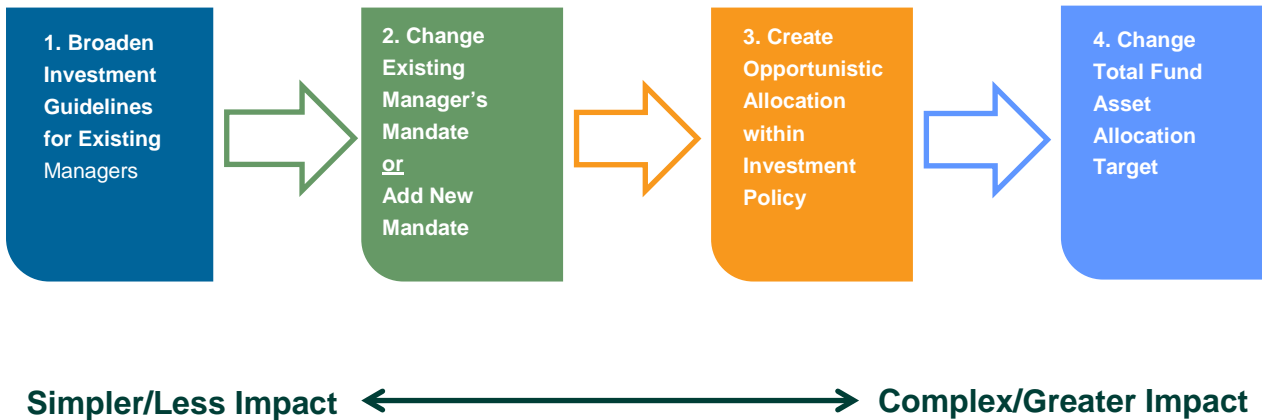 1. Broaden
Investment
Guidelines
for Existing
Managers
2. Change
Existing
Manager’s
Mandate
or
Add New
Mandate
3. Create
Opportunistic
Allocation
within
Investment
Policy
4. Change
Total Fund
Asset
Allocation
Target
Simpler/Less Impact
Complex/Greater Impact